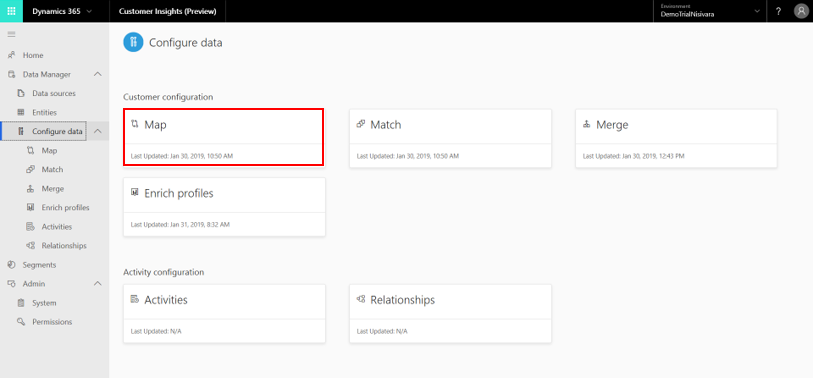 Dynamics 365
Customer Insights (Preview)
Environment
DemoTrialNisivara
?
Home
Data Manager
Data sources
Entities
Configure data
Map
Match
Merge
Enrich profiles
Activities
Relationships
Segments
Admin
System
Permissions
Configure data
Customer configuration
Map
Last Updated: Jan 30, 2019, 10:50 AM
Match
Last Updated: Jan 30, 2019, 10:50 AM
Merge
Last Updated: Jan 30, 2019, 12:43 PM
Enrich profiles
Last Updated: Jan 31, 2019, 8:32 AM
Activity configuration
Activities
Last Updated: N/A
Relationships
Last Updated: N/A